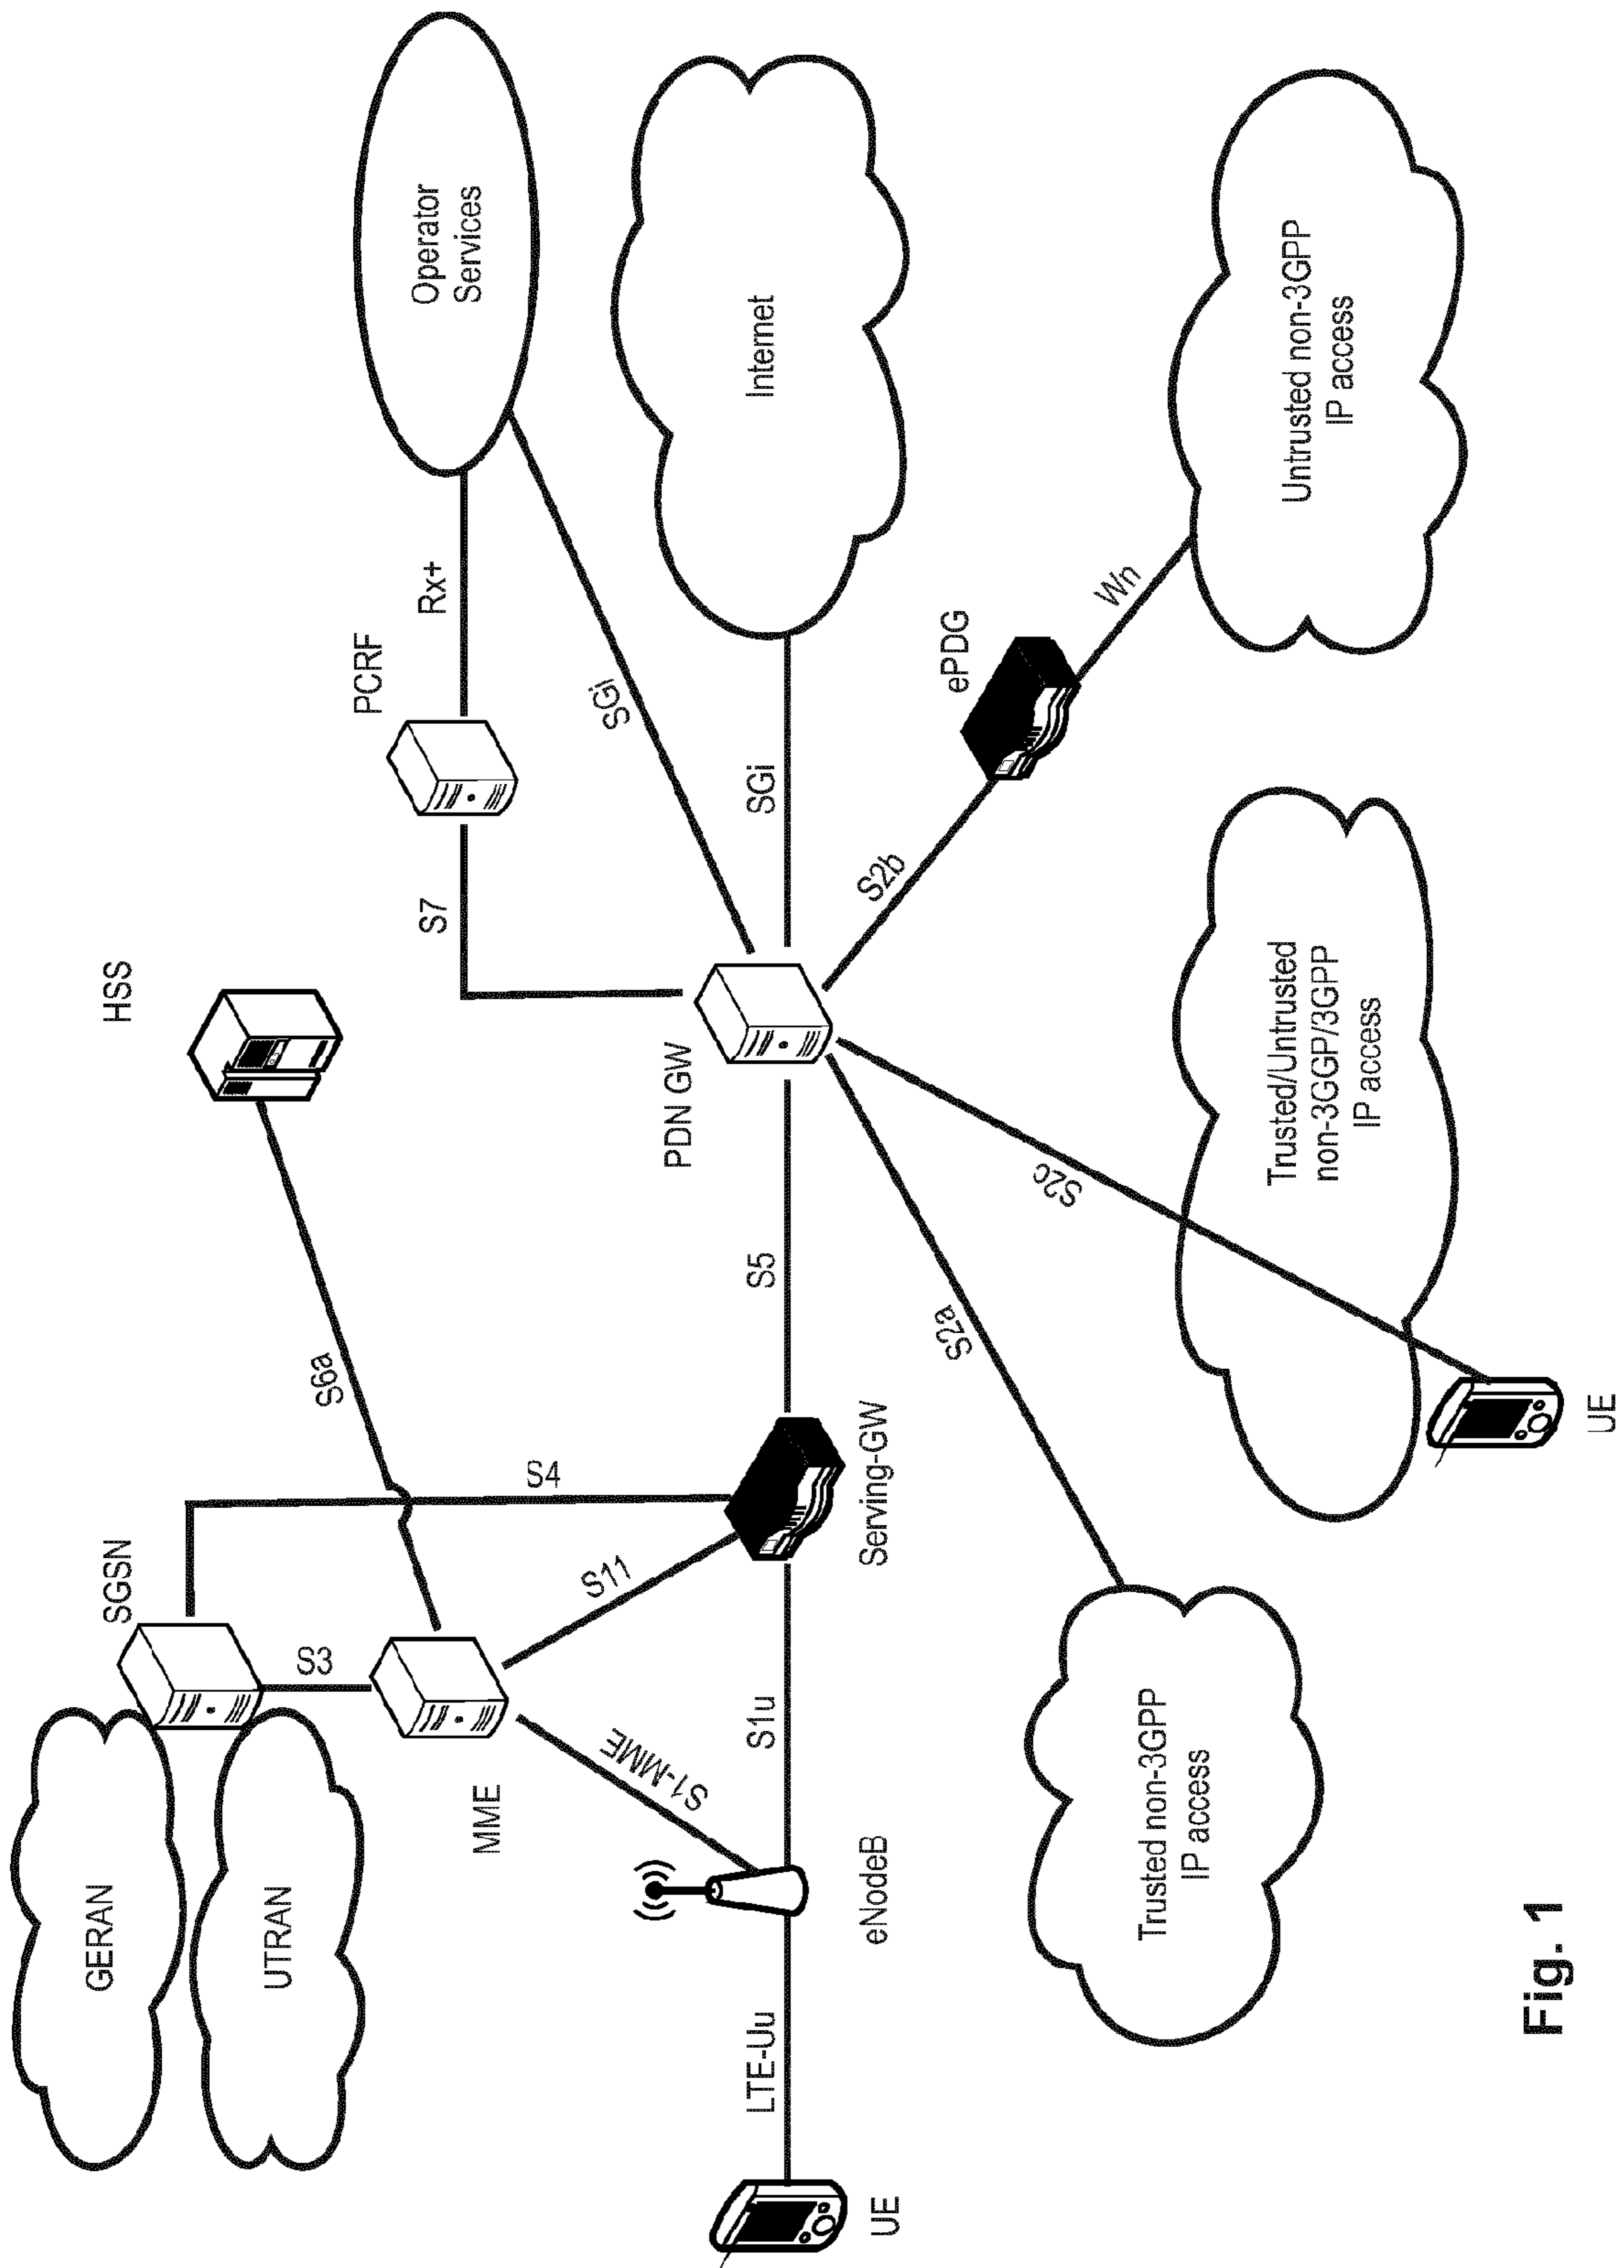 GERAN
UTRAN
SGSN
HSS
S3
S4
S6a
MME
S11
S1-MME
PCRF
S7
Rx+
Operator
Services
SGi
PDN GW
LTE-Uu
S1u
S5
SGi
Internet
UE
eNodeB
Serving-GW
S2a
S2c
S2b
ePDG
Wn
Trusted non-3GPP
IP access
Trusted/Untrusted
non-3GGP/3GPP
IP access
Untrusted non-3GPP
IP access
UE
Fig. 1